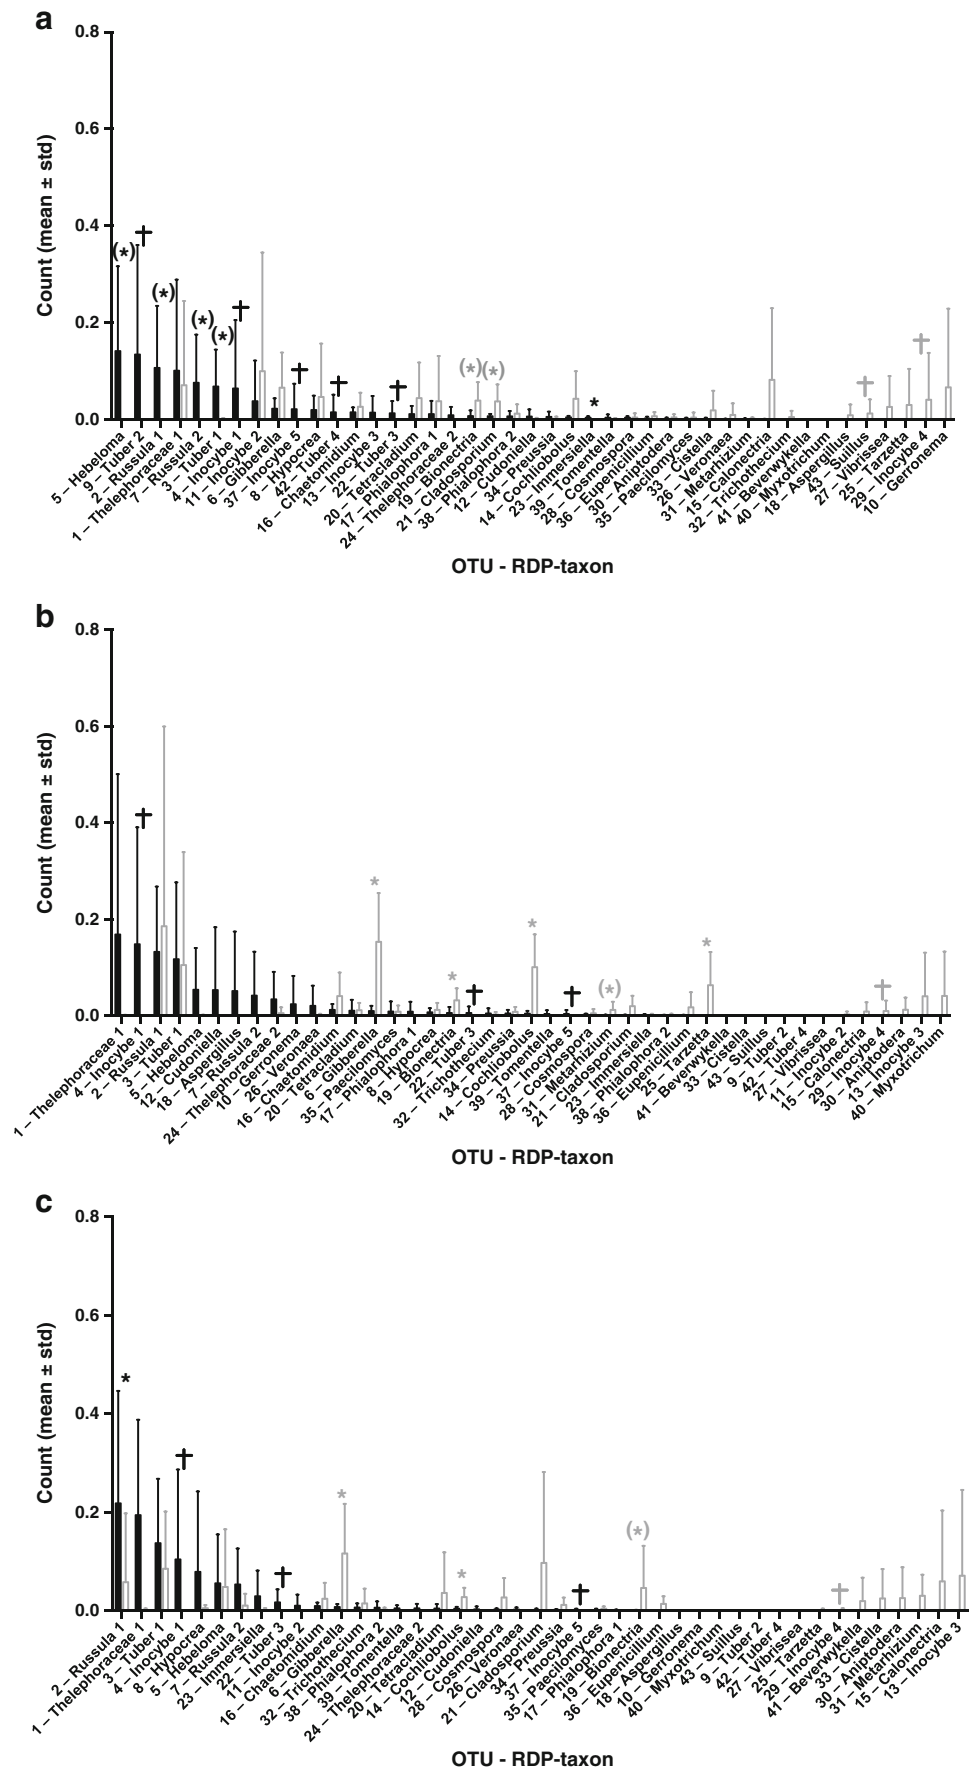 a
Count (mean ± std)
0.8
0.6
0.4
0.2
0.0
(*)
†
(*)
(*)
(*)
†
†
†
†
(*)
(*)
*
†
†
5 – Hebeloma
9 – Tuber 2
2 – Russula 1
1 – Thelephoraceae 1
7 – Russula 2
3 – Tuber 1
4 – Inocybe 1
11 – Inocybe 2
6 – Gibberella
37 – Inocybe 5
8 – Hypocrea
42 – Tuber 4
16 – Chaetomidium
13 – Inocybe 3
22 – Tuber 3
20 – Tetracladium
17 – Phialophora 1
24 – Thelephoraceae 2
19 – Bionectria
21 – Cladosporium
38 – Phialophora 2
12 – Cudoniella
34 – Preussia
14 – Cochliobolus
23 – Immersiella
39 – Tomentella
28 – Cosmospora
36 – Eupenicillium
30 – Aniptodera
35 – Paecilomyces
33 – Cistella
26 – Veronaea
31 – Metarhizium
15 – Calonectria
32 – Trichothecium
41 – Beverwykella
40 – Myxotrichum
18 – Aspergillus
43 – Suillus
27 – Vibrissea
25 – Tarzetta
29 – Inocybe 4
10 – Gerronema
OTU - RDP-taxon
b
Count (mean ± std)
0.8
0.6
0.4
0.2
0.0
†
*
*
†
*
†
(*)
*
†
1 – Thelephoraceae 1
4 – Inocybe 1
2 – Russula 1
3 – Tuber 1
5 – Hebeloma
12 – Cudoniella
18 – Aspergillus
7 – Russula 2
24 – Thelephoraceae 2
10 – Gerronema
26 – Veronaea
16 – Chaetomidium
20 – Tetracladium
6 – Gibberella
35 – Paecilomyces
17 – Phialophora 1
8 – Hypocrea
19 – Bionectria
22 – Tuber 3
32 – Trichothecium
34 – Preussia
14 – Cochliobolus
39 – Tomentella
37 – Inocybe 5
28 – Cosmospora
31 – Metarhizium
21 – Cladosporium
23 – Immersiella
38 – Phialophora 2
36 – Eupenicillium
25 – Tarzetta
41 – Beverwykella
33 – Cistella
43 – Suillus
9 – Tuber 2
42 – Tuber 4
27 – Vibrissea
11 – Inocybe 2
15 – Calonectria
29 – Inocybe 4
30 – Aniptodera
13 – Inocybe 3
40 – Myxotrichum
OTU - RDP-taxon
c
Count (mean ± std)
0.8
0.6
0.4
0.2
0.0
*
†
†
*
*
†
(*)
†
2 – Russula 1
1 – Thelephoraceae 1
3 – Tuber 1
4 – Inocybe 1
8 – Hypocrea
5 – Hebeloma
7 – Russula 2
23 – Immersiella
22 – Tuber 3
11 – Inocybe 2
16 – Chaetomidium
6 – Gibberella
32 – Trichothecium
38 – Phialophora 2
39 – Tomentella
24 – Thelephoraceae 2
20 – Tetracladium
14 – Cochliobolus
12 – Cudoniella
28 – Cosmospora
26 – Veronaea
21 – Cladosporium
34 – Preussia
37 – Inocybe 5
35 – Paecilomyces
17 – Phialophora 1
19 – Bionectria
36 – Eupenicillium
18 – Aspergillus
10 – Gerronema
40 – Myxotrichum
43 – Suillus
9 – Tuber 2
42 – Tuber 4
27 – Vibrissea
25 – Tarzetta
29 – Inocybe 4
41 – Beverwykella
33 – Cistella
30 – Aniptodera
31 – Metarhizium
15 – Calonectria
13 – Inocybe 3
OTU - RDP-taxon